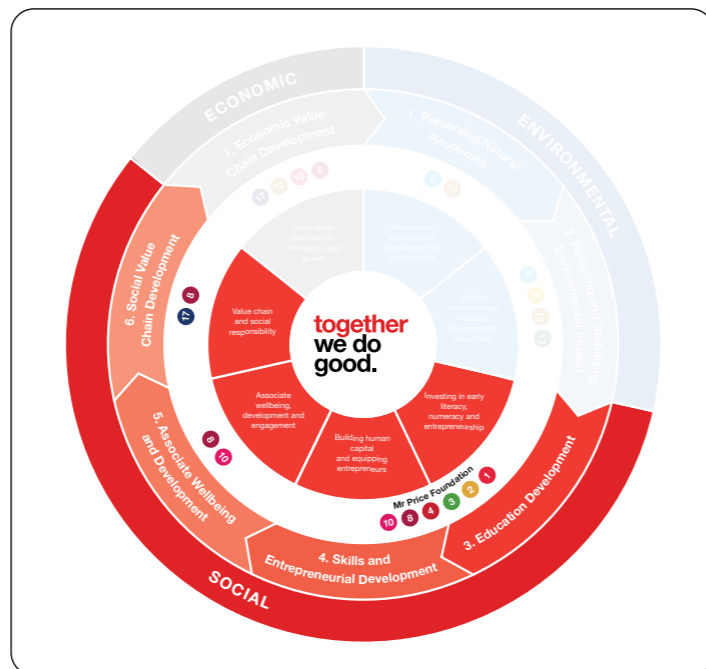 ECONOMIC
ENVIRONMENTAL
SOCIAL
7. Economic Value
Chain Development
1. Preserving Natural
Resources
2. Reducing and Stabilising
Environmental Impact
3. Education Development
4. Skills and
Entrepreneurial Development
5. Associate Wellbeing
and Development
6. Social Value
Chain Development
17
10
8
17
8
8
10
Mr Price Foundation
10
8
4
3
2
1
Value chain
and social
responsibility
Associate
wellbeing,
development and
engagement
Building human
capital
and equipping
entrepreneurs
Investing in early
literacy,
numeracy and
entrepreneurship
together
we do
good.